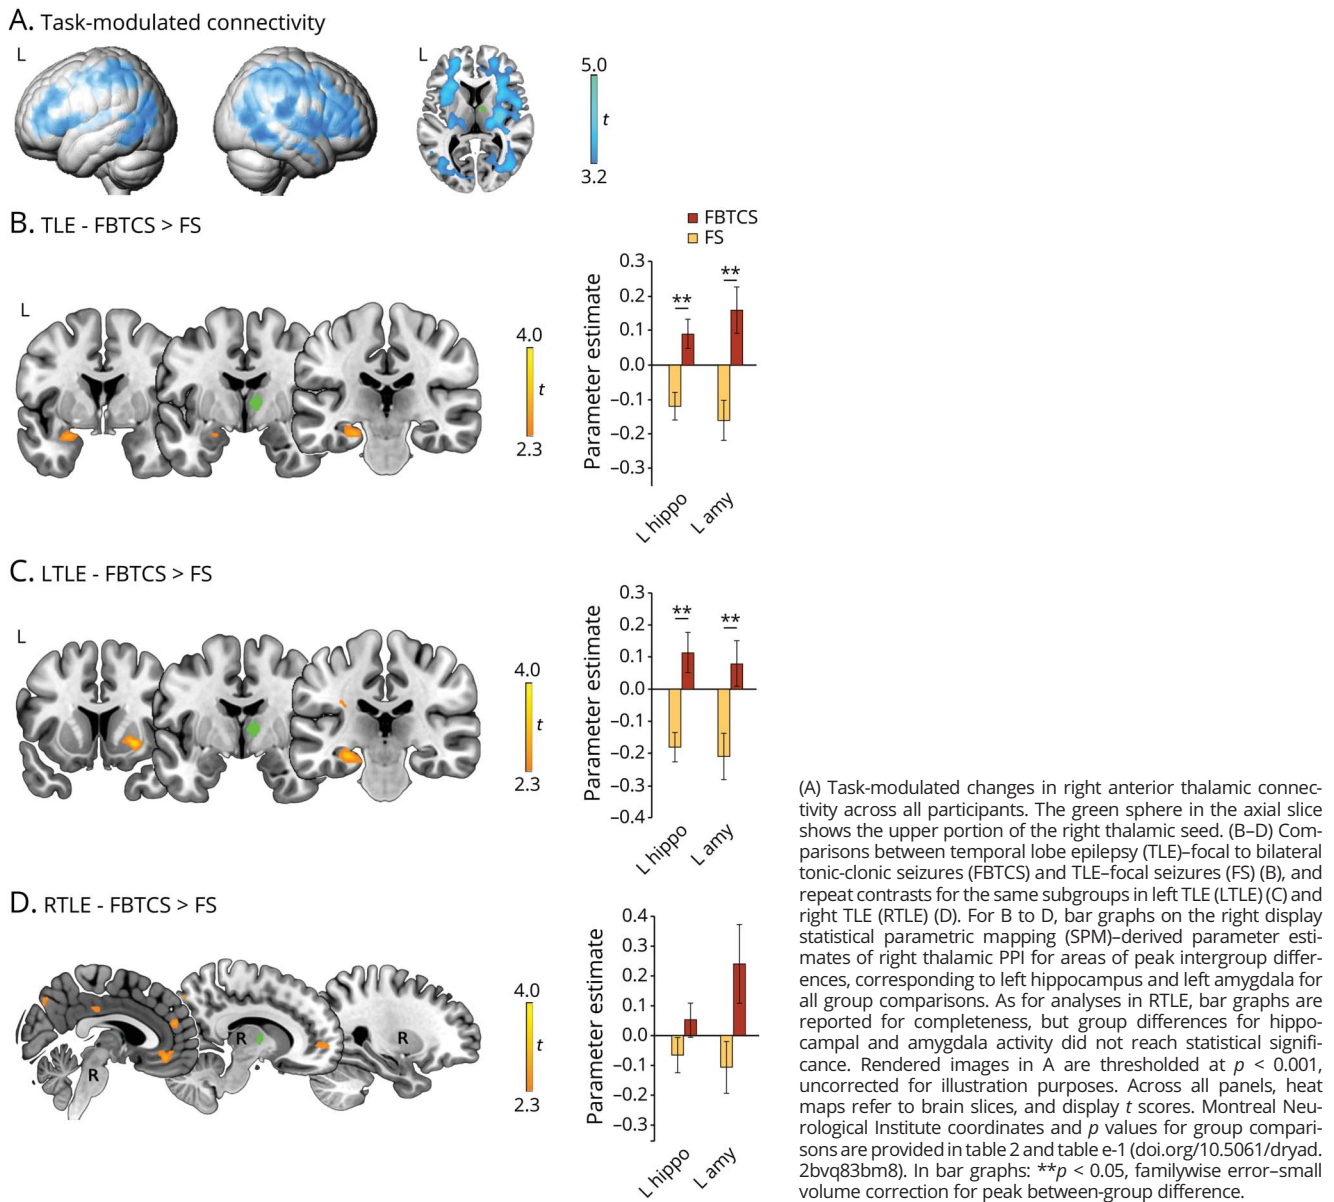 A. Task-modulated connectivity
L
L
5.0
t
3.2
B. TLE - FBTCS > FS
L
4.0
t
2.3
FBTCS
FS
Parameter estimate
0.3
0.2
0.1
0.0
–0.1
–0.2
–0.3
**
**
L hippo
L amy
C. LTLE - FBTCS > FS
L
4.0
t
2.3
Parameter estimate
0.3
0.2
0.1
0.0
–0.1
–0.2
–0.3
–0.4
**
**
L hippo
L amy
D. RTLE - FBTCS > FS
R
R
R
4.0
t
2.3
Parameter estimate
0.4
0.3
0.2
0.1
0.0
–0.1
–0.2
–0.3
L hippo
L amy
(A) Task-modulated changes in right anterior thalamic connec-
tivity across all participants. The green sphere in the axial slice
shows the upper portion of the right thalamic seed. (B–D) Com-
parisons between temporal lobe epilepsy (TLE)–focal to bilateral
tonic-clonic seizures (FBTCS) and TLE–focal seizures (FS) (B), and
repeat contrasts for the same subgroups in left TLE (LTLE) (C) and
right TLE (RTLE) (D). For B to D, bar graphs on the right display
statistical parametric mapping (SPM)–derived parameter esti-
mates of right thalamic PPI for areas of peak intergroup differ-
ences, corresponding to left hippocampus and left amygdala for
all group comparisons. As for analyses in RTLE, bar graphs are
reported for completeness, but group differences for hippo-
campal and amygdala activity did not reach statistical signifi-
cance. Rendered images in A are thresholded at p < 0.001,
uncorrected for illustration purposes. Across all panels, heat
maps refer to brain slices, and display t scores. Montreal Neu-
rological Institute coordinates and p values for group compari-
sons are provided in table 2 and table e-1 (doi.org/10.5061/dryad.
2bvq83bm8). In bar graphs: **p < 0.05, familywise error–small
volume correction for peak between-group difference.